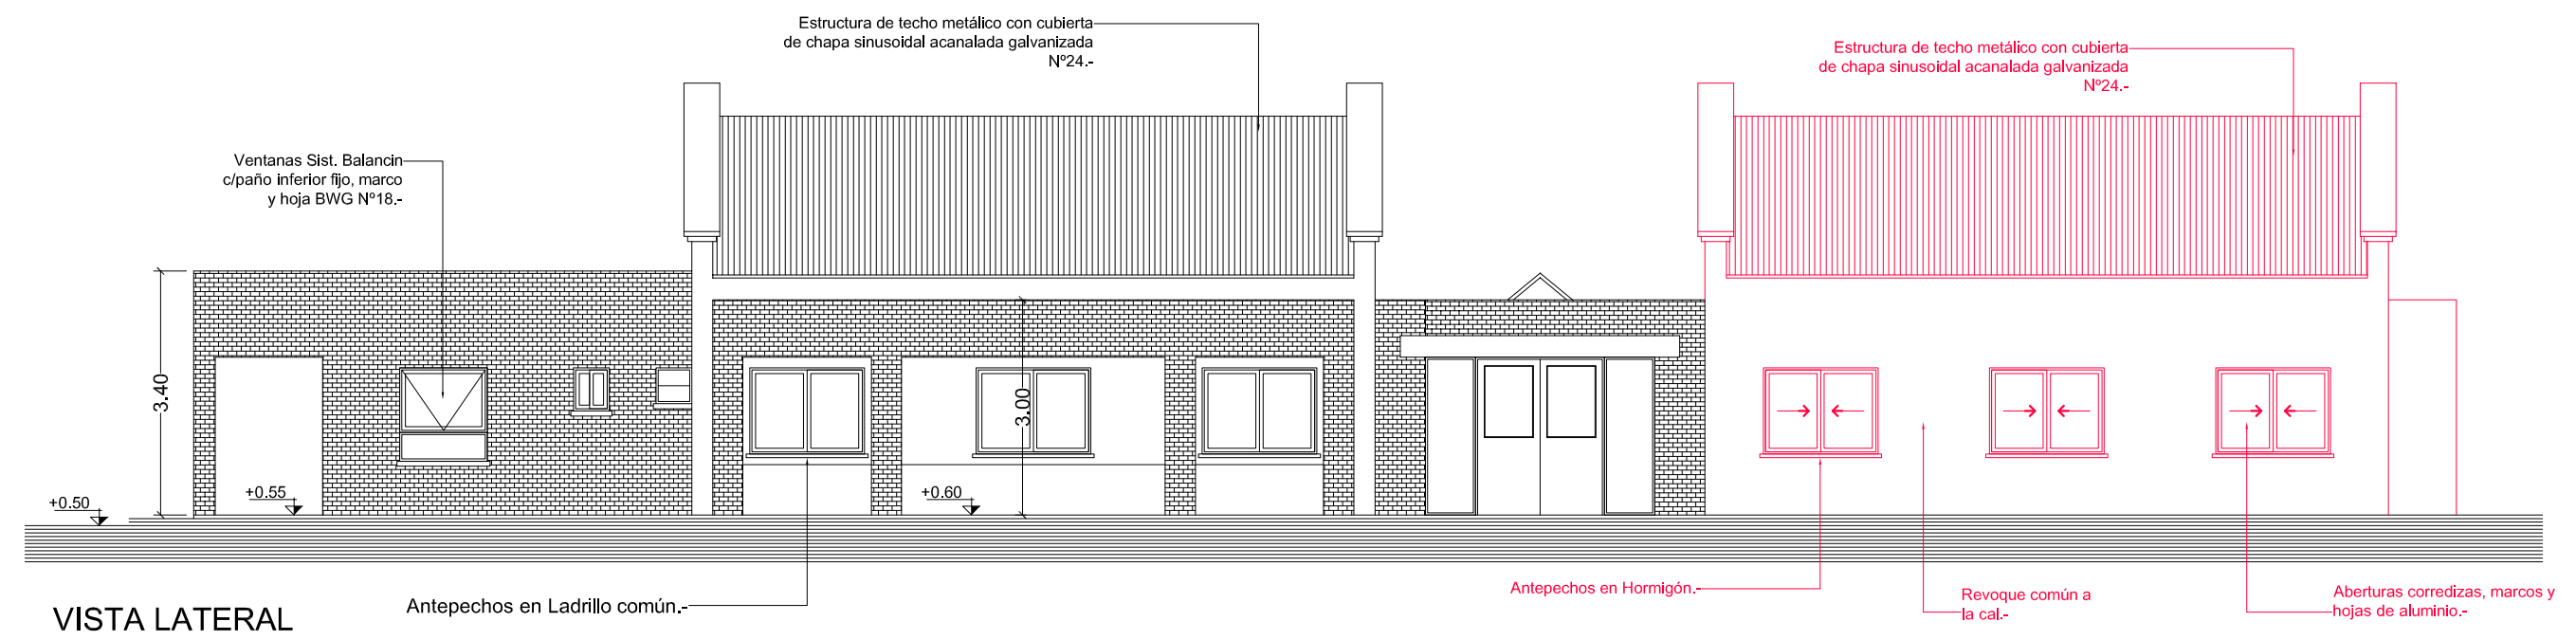 Estructura de techo metálico con cubierta
de chapa sinusoidal acanalada galvanizada
Nº24.-
Estructura de techo metálico con cubierta
de chapa sinusoidal acanalada galvanizada
Nº24.-
Ventanas Sist. Balancin
c/paño inferior fijo, marco
y hoja BWG Nº18.-
3.40
3.00
+0.50
+0.55
+0.60
Antepechos en Ladrillo común.-
Antepechos en Hormigón.-
Revoque común a
la cal.-
Aberturas corredizas, marcos y
hojas de aluminio.-
VISTA LATERAL